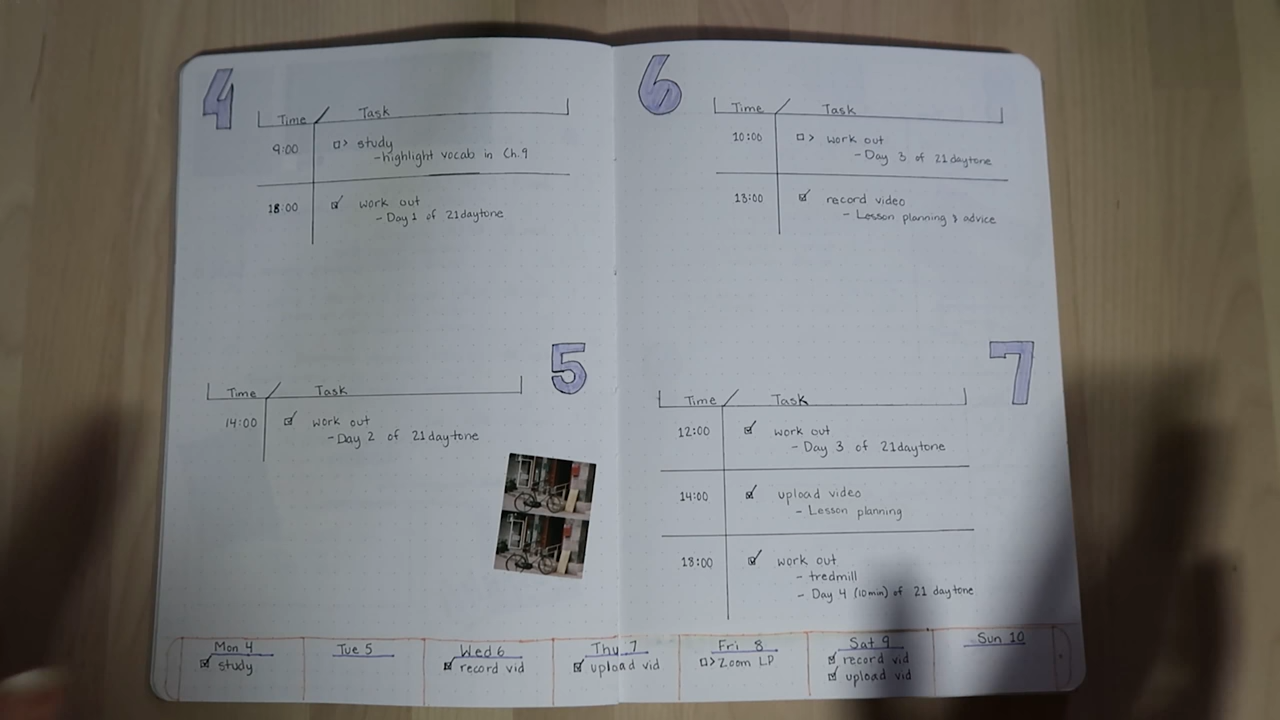 4
Time / Task
9:00 > study
- highlight vocab in Ch. 9
18:00 work out
- Day 1 of 21daytone
5
Time / Task
14:00 work out
- Day 2 of 21day-tone
6
Time / Task
10:00 > work out
- Day 3 of 21daytone
13:00 record video
- Lesson planning & advice
7
Time / Task
12:00 work out
- Day 3 of 21daytone
14:00 upload video
- Lesson planning
18:00 work out
- tredmill
- Day 4 (10min) of 21 daytone
Mon 4
study
Tue 5
Wed 6
record vid
Thu 7
upload vid
Fri 8
> Zoom LP
Sat 9
record vid
upload vid
Sun 10